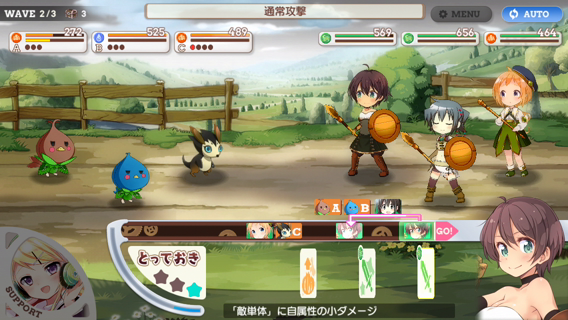 WAVE 2/3 3
通常攻撃
MENU
AUTO
272
525
489
569
656
464
A
B
C
A B
C
GO!
とっておき
SUPPORT
「敵単体」に自属性の小ダメージ